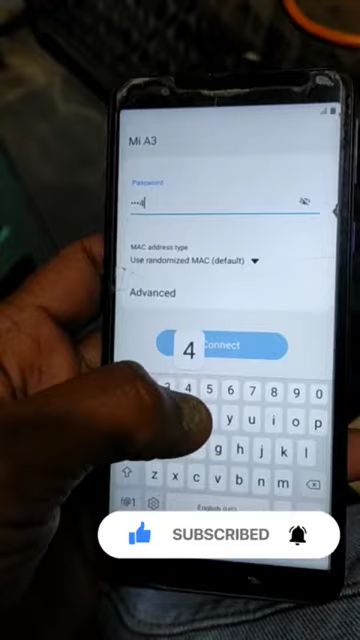 Mi A3
Password
•••4
MAC address type
Use randomized MAC (default)
Advanced
Connect
4
3 4 5 6 7 8 9 0
y u i o p
g h j k l
z x c v b n m
!#1
English (US)
SUBSCRIBED